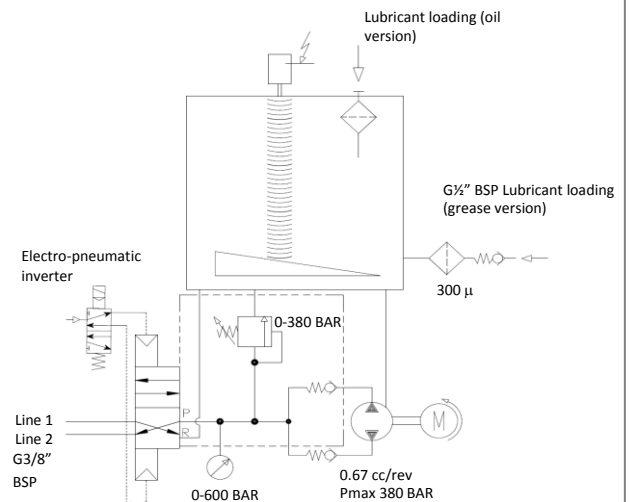 Lubricant loading (oil
version)
G½” BSP Lubricant loading
(grease version)
300 μ
Electro-pneumatic
inverter
0-380 BAR
P
R
Line 1
Line 2
G3/8”
BSP
M
0-600 BAR
0.67 cc/rev
Pmax 380 BAR